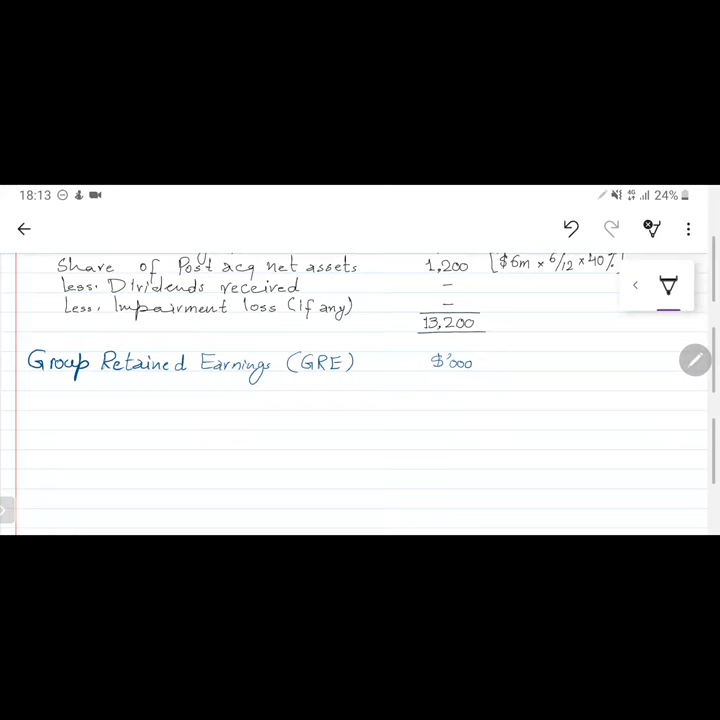 18:13 4G 24%
Share of Post acq net assets 1,200 [$6m × 6/12 × 40%]
less. Dividends received –
Less. Impairment loss (if any) –
13,200
Group Retained Earnings (GRE) $'000